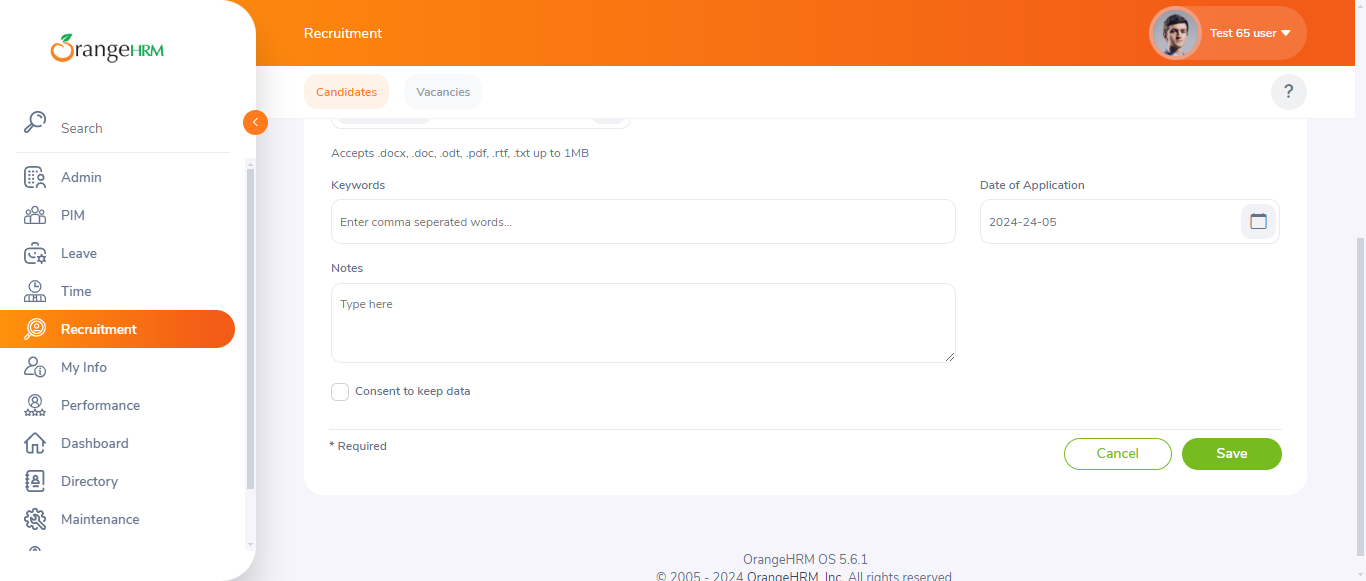 OrangeHRM
Recruitment
Test 65 user
Candidates
Vacancies
?
Search
Admin
PIM
Leave
Time
Recruitment
My Info
Performance
Dashboard
Directory
Maintenance
Accepts .docx, .doc, .odt, .pdf, .rtf, .txt up to 1MB
Keywords
Date of Application
Enter comma seperated words...
2024-24-05
Notes
Type here
Consent to keep data
* Required
Cancel
Save
OrangeHRM OS 5.6.1
© 2005 - 2024 OrangeHRM, Inc. All rights reserved.